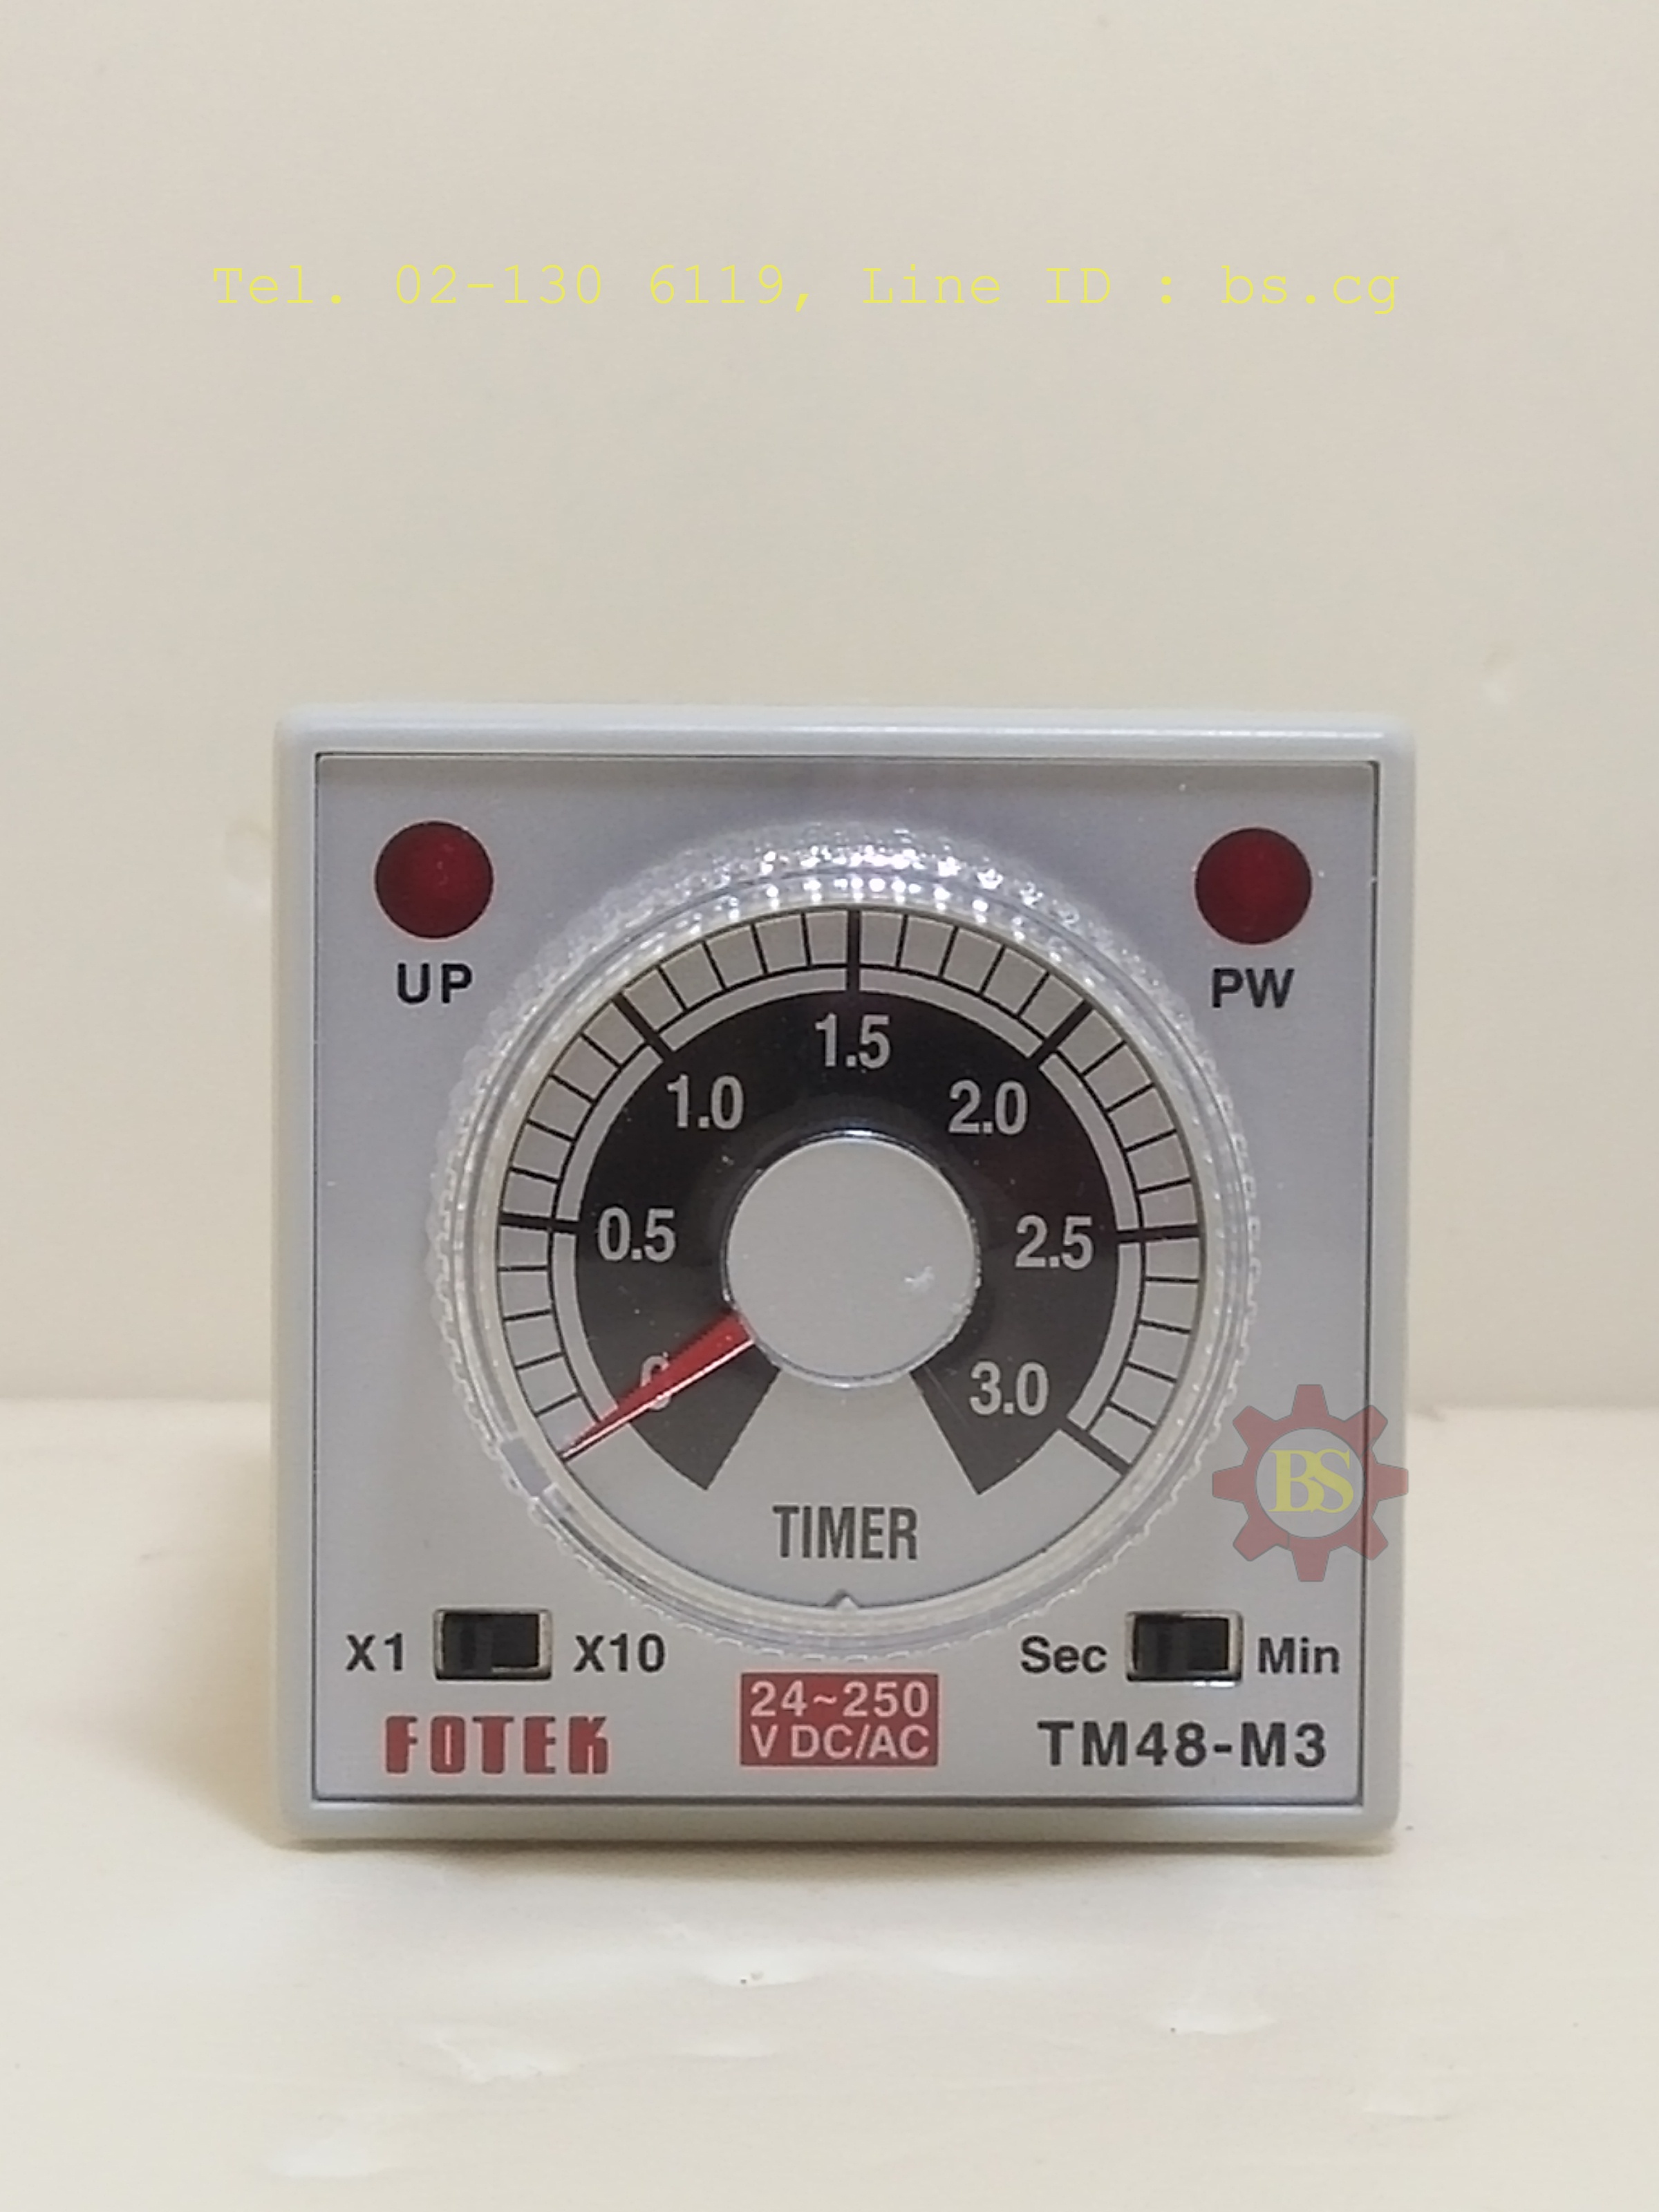 Tel. 02-130 6119, Line ID : bs.cg
UP
PW
1.5
1.0
2.0
0.5
2.5
0
3.0
BS
TIMER
X1
X10
Sec
Min
24~250
V DC/AC
FOTEK
TM48-M3